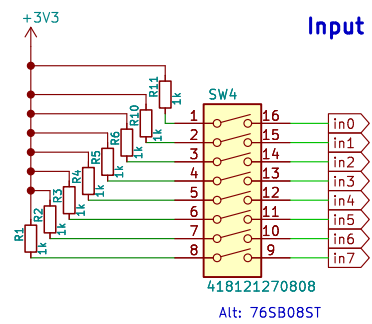 +3V3
Input
SW4
R11 1k
R10 1k
R6 1k
R5 1k
R4 1k
R3 1k
R2 1k
R1 1k
1 16 in0
2 15 in1
3 14 in2
4 13 in3
5 12 in4
6 11 in5
7 10 in6
8 9 in7
418121270808
Alt: 76SB08ST